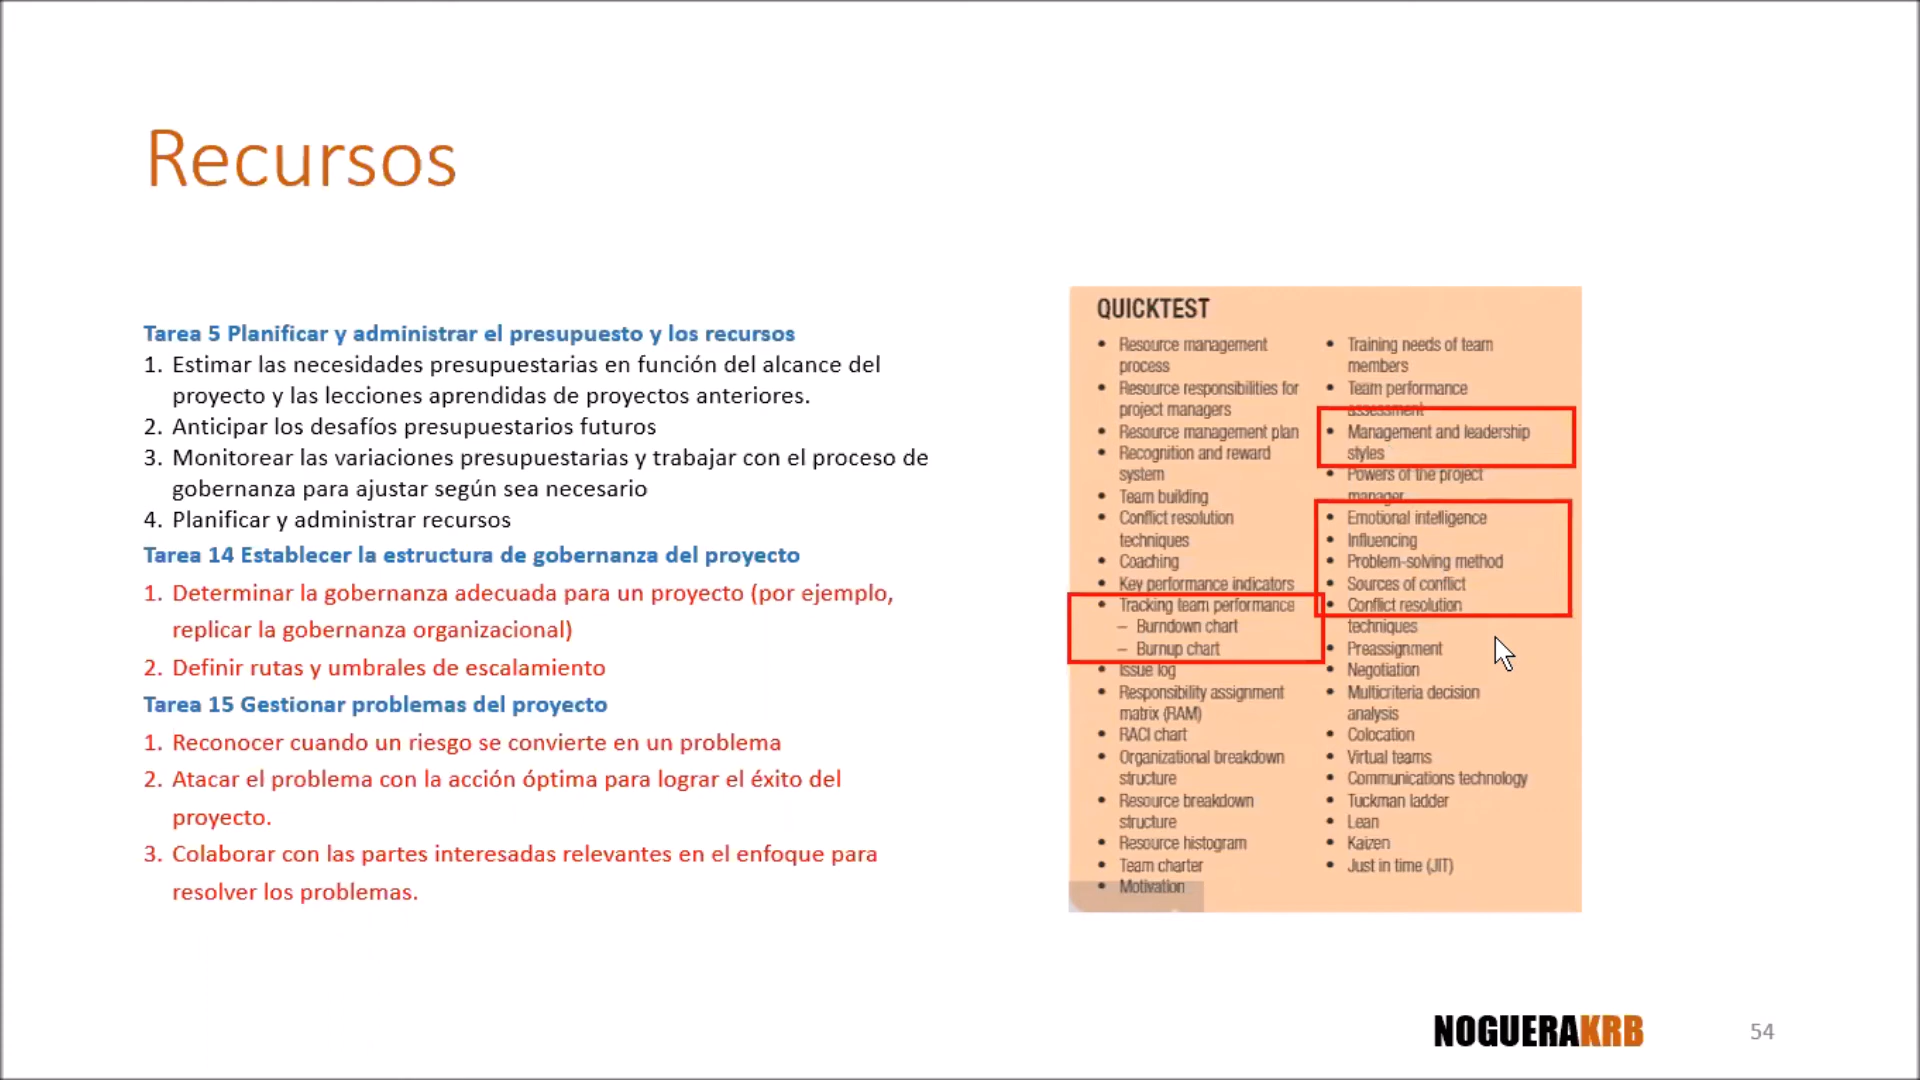 Recursos
Tarea 5 Planificar y administrar el presupuesto y los recursos
1. Estimar las necesidades presupuestarias en función del alcance del
proyecto y las lecciones aprendidas de proyectos anteriores.
2. Anticipar los desafíos presupuestarios futuros
3. Monitorear las variaciones presupuestarias y trabajar con el proceso de
gobernanza para ajustar según sea necesario
4. Planificar y administrar recursos
Tarea 14 Establecer la estructura de gobernanza del proyecto
1. Determinar la gobernanza adecuada para un proyecto (por ejemplo,
replicar la gobernanza organizacional)
2. Definir rutas y umbrales de escalamiento
Tarea 15 Gestionar problemas del proyecto
1. Reconocer cuando un riesgo se convierte en un problema
2. Atacar el problema con la acción óptima para lograr el éxito del
proyecto.
3. Colaborar con las partes interesadas relevantes en el enfoque para
resolver los problemas.
QUICKTEST
• Resource management
process
• Resource responsibilities for
project managers
• Resource management plan
• Recognition and reward
system
• Team building
• Conflict resolution
techniques
• Coaching
• Key performance indicators
• Tracking team performance
– Burndown chart
– Burnup chart
• Issue log
• Responsibility assignment
matrix (RAM)
• RACI chart
• Organizational breakdown
structure
• Resource breakdown
structure
• Resource histogram
• Team charter
• Motivation
• Training needs of team
members
• Team performance
assessment
• Management and leadership
styles
• Powers of the project
manager
• Emotional intelligence
• Influencing
• Problem-solving method
• Sources of conflict
• Conflict resolution
techniques
• Preassignment
• Negotiation
• Multicriteria decision
analysis
• Colocation
• Virtual teams
• Communications technology
• Tuckman ladder
• Lean
• Kaizen
• Just in time (JIT)
NOGUERAKRB
54